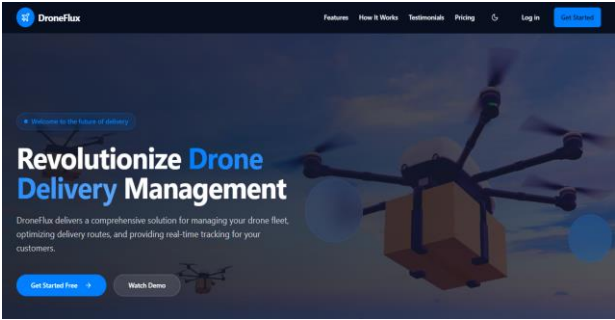 DroneFlux
Features How It Works Testimonials Pricing Log in Get Started
Welcome to the future of delivery
Revolutionize Drone
Delivery Management
DroneFlux delivers a comprehensive solution for managing your drone fleet,
optimizing delivery routes, and providing real-time tracking for your
customers.
Get Started Free → Watch Demo